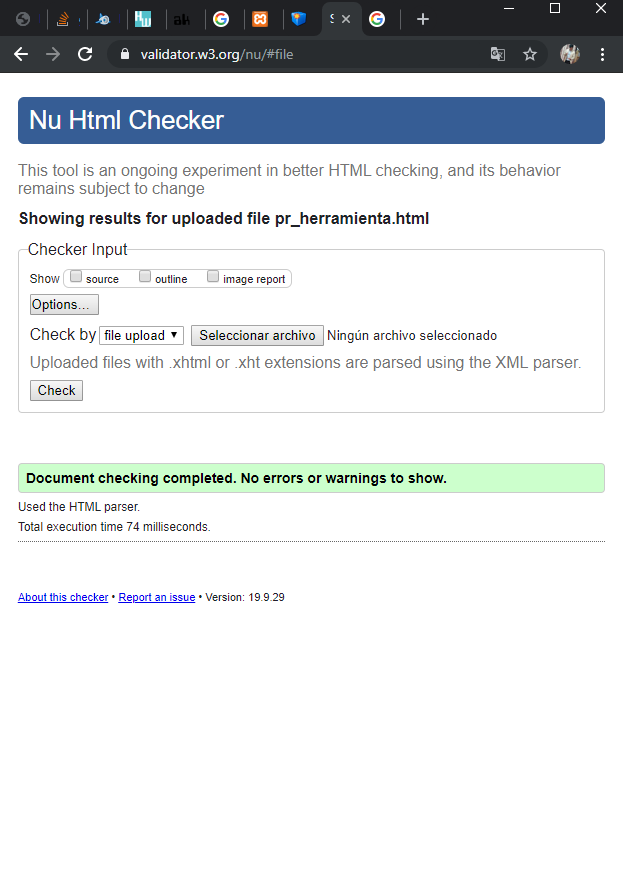 validator.w3.org/nu/#file
Nu Html Checker
This tool is an ongoing experiment in better HTML checking, and its behavior
remains subject to change
Showing results for uploaded file pr_herramienta.html
Checker Input
Show source outline image report
Options...
Check by file upload ▼ Seleccionar archivo Ningún archivo seleccionado
Uploaded files with .xhtml or .xht extensions are parsed using the XML parser.
Check
Document checking completed. No errors or warnings to show.
Used the HTML parser.
Total execution time 74 milliseconds.
About this checker • Report an issue • Version: 19.9.29